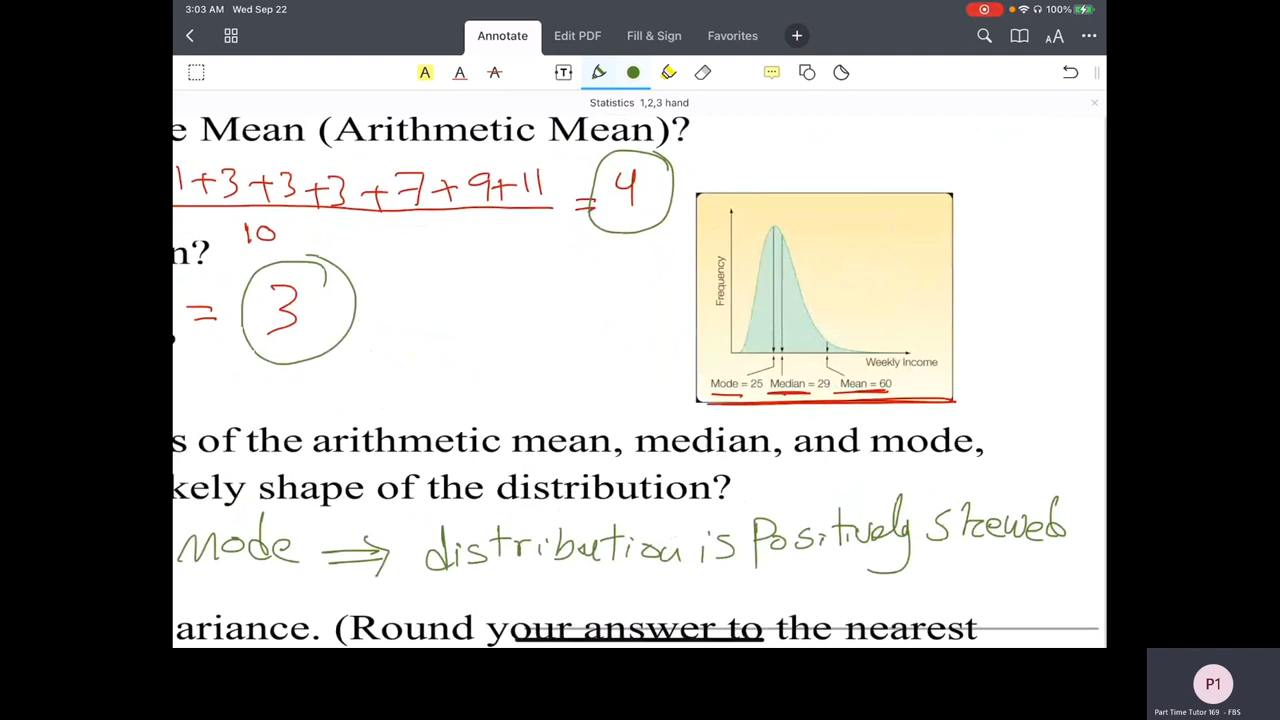 3:03 AM Wed Sep 22
100%
Annotate Edit PDF Fill & Sign Favorites
AA
A A A T
Statistics 1,2,3 hand
e Mean (Arithmetic Mean)?
1+3+3+3+7+9+11 = 4
10
n?
= 3
Frequency
Weekly Income
Mode = 25 Median = 29 Mean = 60
s of the arithmetic mean, median, and mode,
kely shape of the distribution?
Mode ⇒ distribution is Positively skewed
ariance. (Round your answer to the nearest
P1
Part Time Tutor 169 - FBS